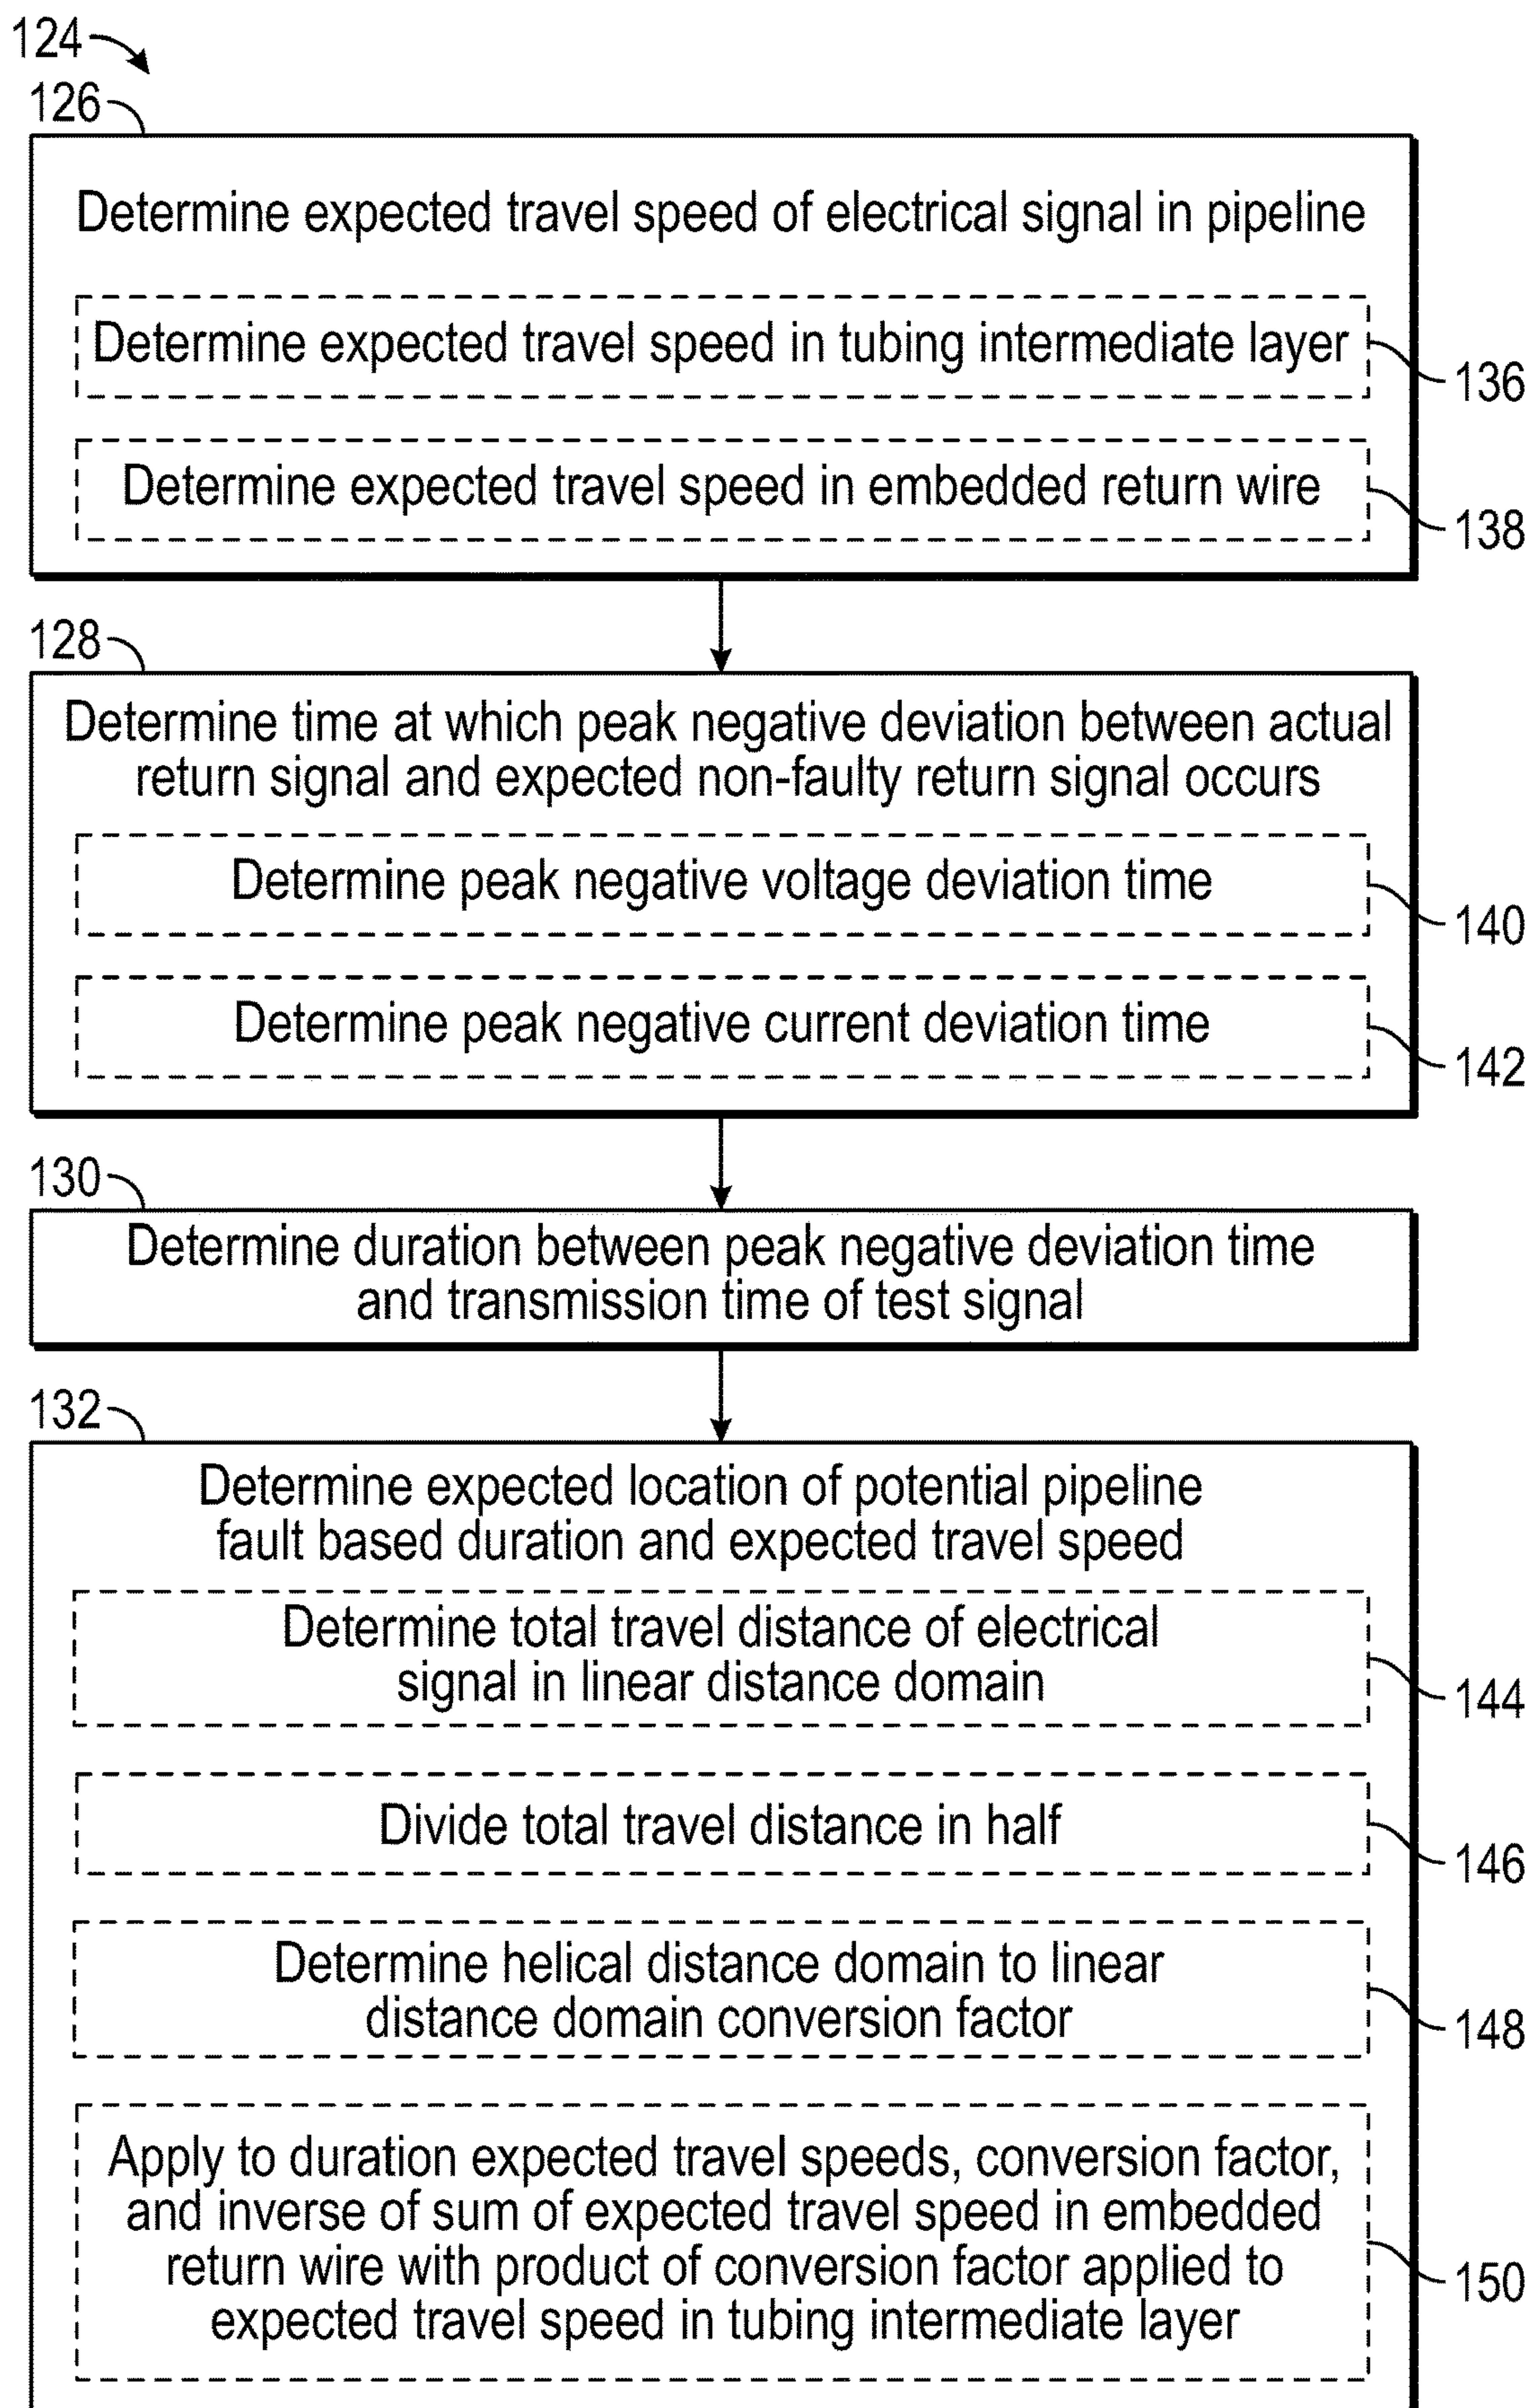 124
126
Determine expected travel speed of electrical signal in pipeline
Determine expected travel speed in tubing intermediate layer
136
Determine expected travel speed in embedded return wire
138
128
Determine time at which peak negative deviation between actual
return signal and expected non-faulty return signal occurs
Determine peak negative voltage deviation time
140
Determine peak negative current deviation time
142
130
Determine duration between peak negative deviation time
and transmission time of test signal
132
Determine expected location of potential pipeline
fault based duration and expected travel speed
Determine total travel distance of electrical
signal in linear distance domain
144
Divide total travel distance in half
146
Determine helical distance domain to linear
distance domain conversion factor
148
Apply to duration expected travel speeds, conversion factor,
and inverse of sum of expected travel speed in embedded
return wire with product of conversion factor applied to
expected travel speed in tubing intermediate layer
150